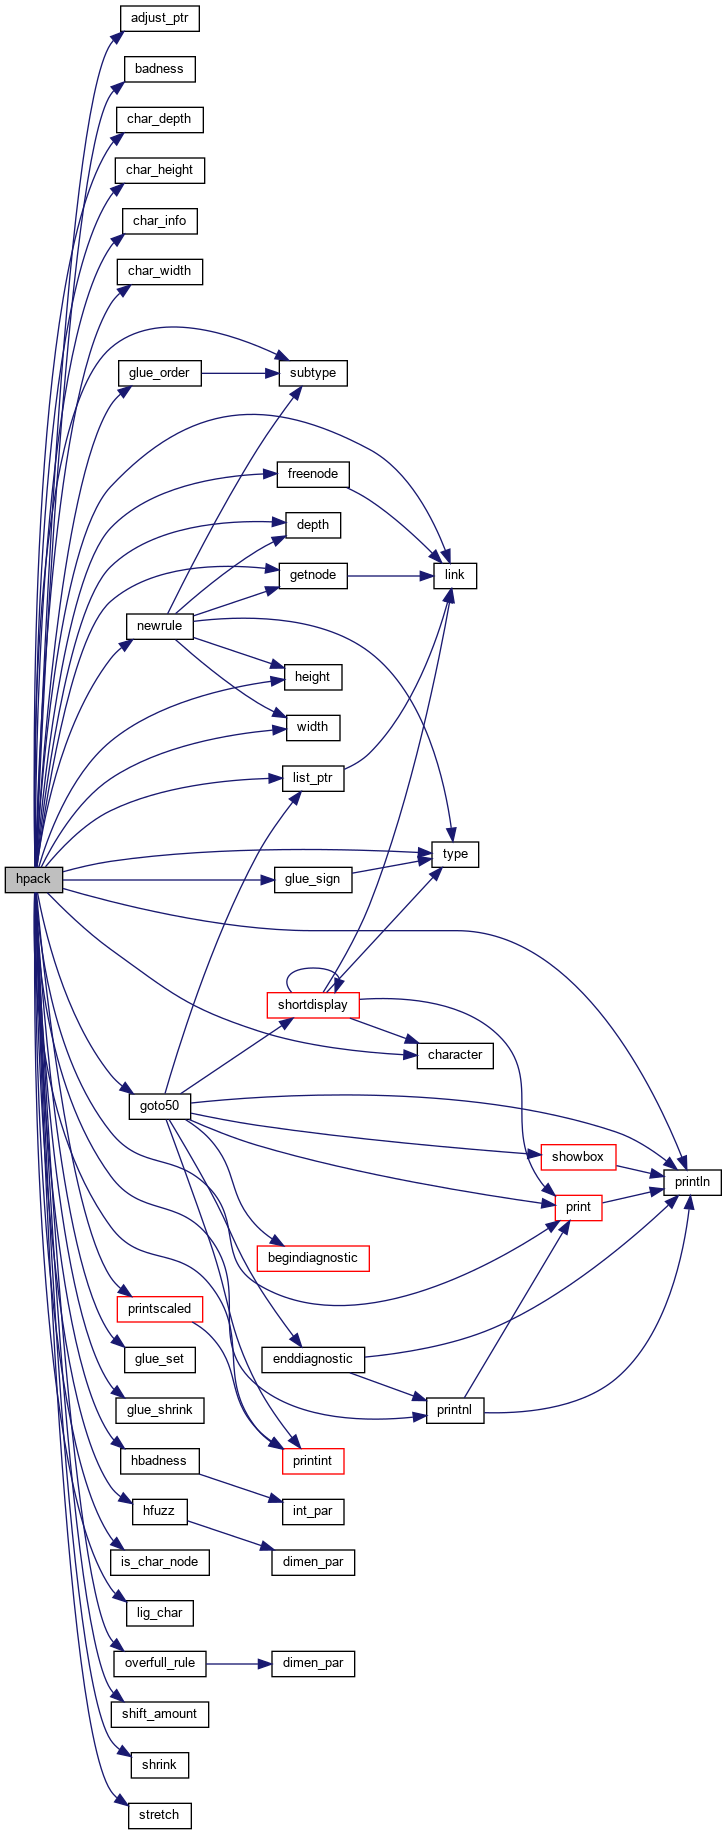 adjust_ptr
badness
char_depth
char_height
char_info
char_width
glue_order
subtype
freenode
depth
getnode
link
newrule
height
width
list_ptr
type
hpack
glue_sign
shortdisplay
character
goto50
showbox
println
print
begindiagnostic
printscaled
enddiagnostic
glue_set
glue_shrink
printnl
hbadness
printint
hfuzz
int_par
is_char_node
dimen_par
lig_char
overfull_rule
dimen_par
shift_amount
shrink
stretch